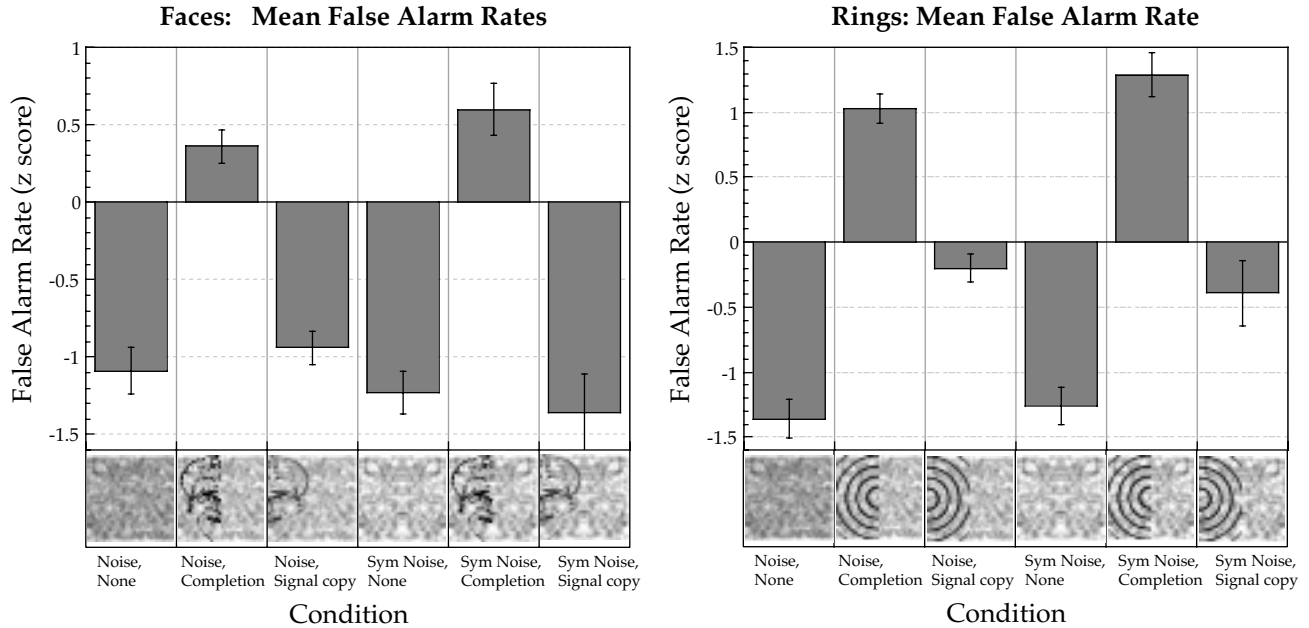 Faces: Mean False Alarm Rates
False Alarm Rate (z score)
1
0.5
0
-0.5
-1
-1.5
Noise, None
Noise, Completion
Noise, Signal copy
Sym Noise, None
Sym Noise, Completion
Sym Noise, Signal copy
Condition
Rings: Mean False Alarm Rate
False Alarm Rate (z score)
1.5
1
0.5
0
-0.5
-1
-1.5
Noise, None
Noise, Completion
Noise, Signal copy
Sym Noise, None
Sym Noise, Completion
Sym Noise, Signal copy
Condition